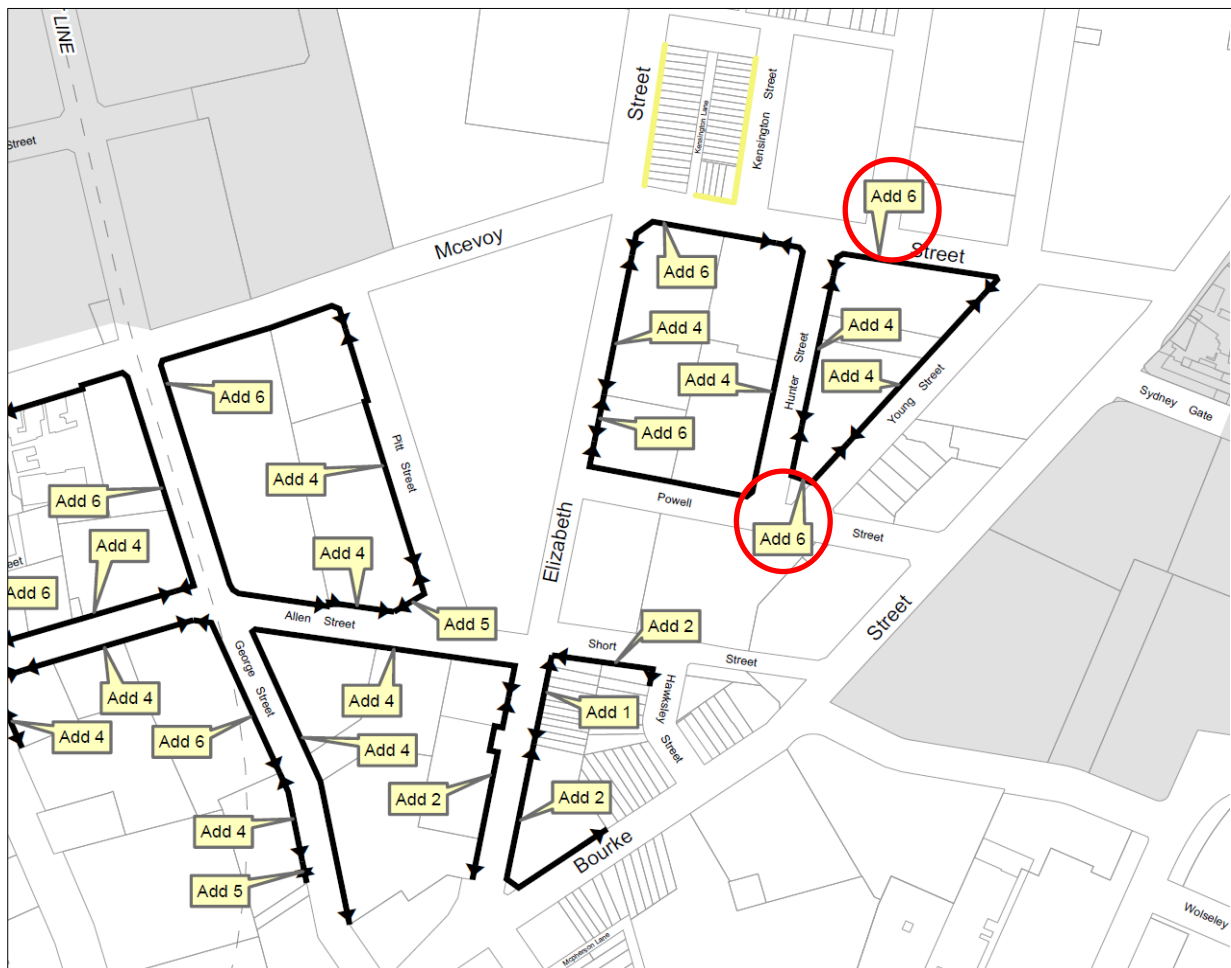 LINE
Street
Street
Kensington Lane
Kensington Street
Add 6
Mcevoy
Street
Add 6
Add 4
Add 4
Add 4
Add 4
Hunter Street
Young Street
Sydney Gate
Add 6
Add 6
Pitt Street
Add 4
Add 6
Powell
Street
Add 6
Add 4
Add 4
Elizabeth
Add 6
Allen Street
Add 5
Short
Street
Add 2
Street
George Street
Add 4
Add 4
Add 1
Hawksley Street
Add 4
Add 6
Add 4
Add 2
Add 2
Add 4
Bourke
Add 5
Mcpherson Lane
Wolseley